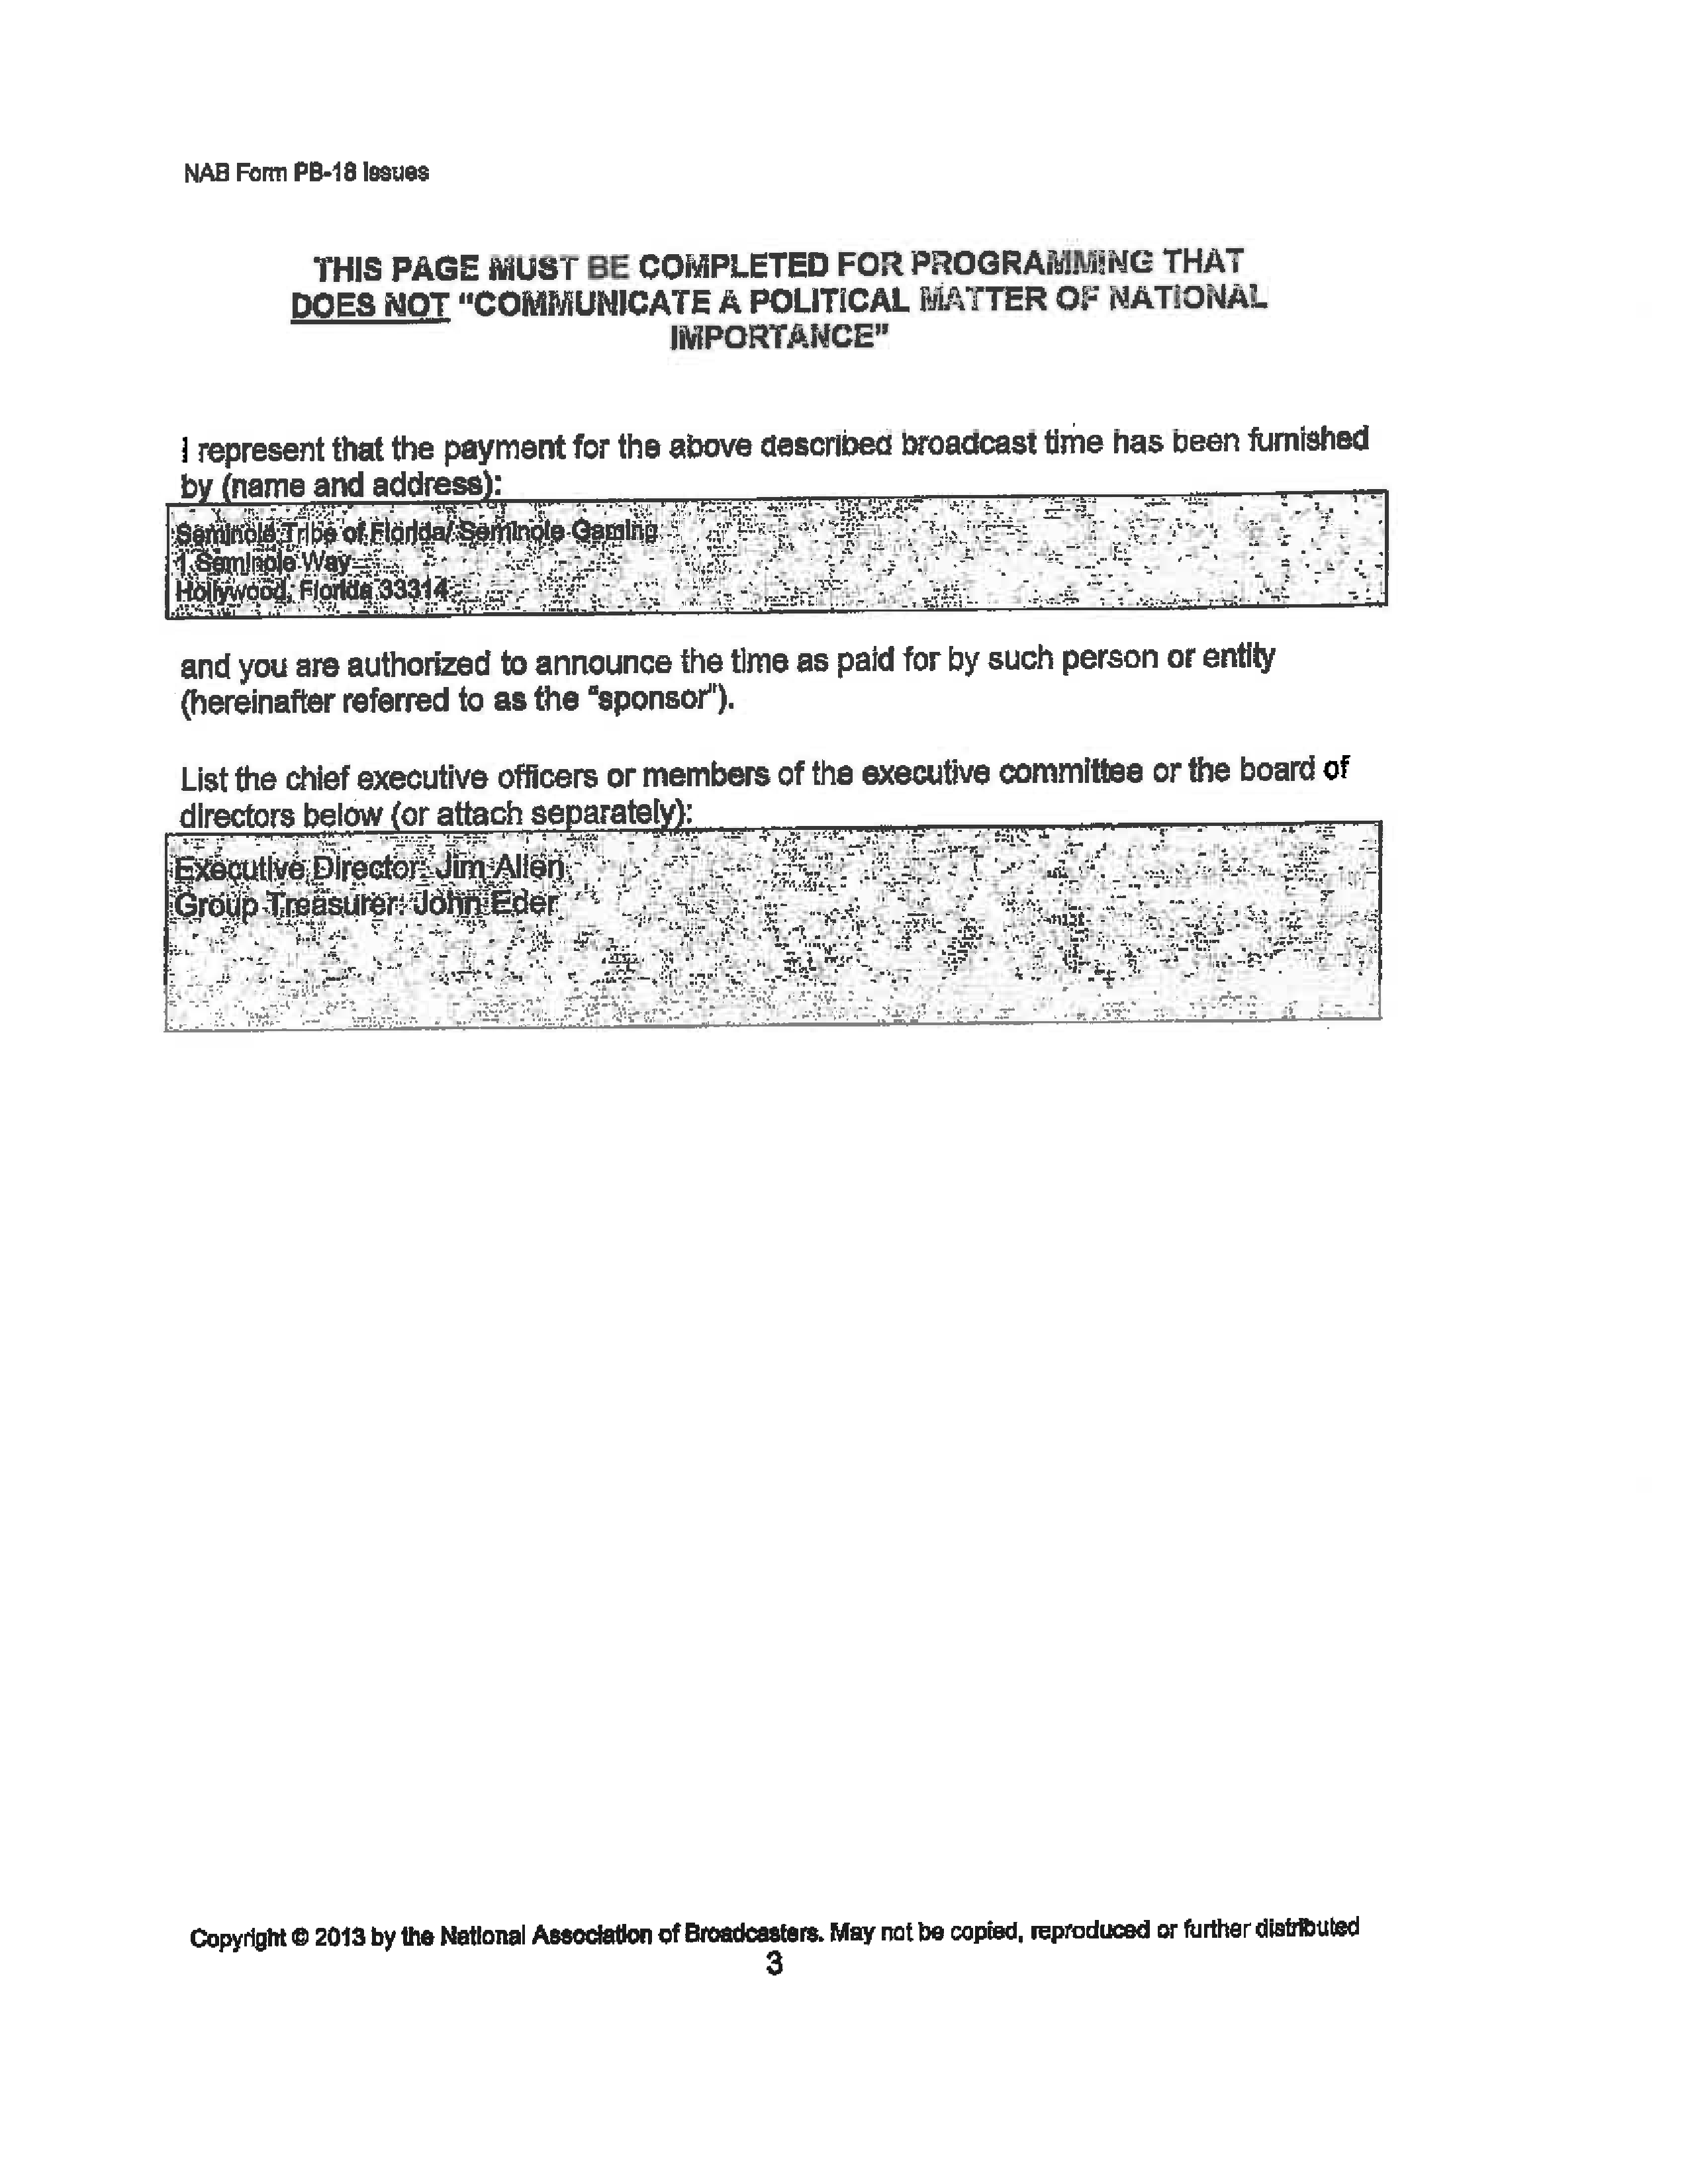 NAB Form PB-18 Issues
THIS PAGE MUST BE COMPLETED FOR PROGRAMMING THAT
DOES NOT "COMMUNICATE A POLITICAL MATTER OF NATIONAL
IMPORTANCE"
I represent that the payment for the above described broadcast time has been furnished
by (name and address):
Seminole Tribe of Florida/ Seminole Gaming
1 Seminole Way
Hollywood, Florida 33314
and you are authorized to announce the time as paid for by such person or entity
(hereinafter referred to as the "sponsor").
List the chief executive officers or members of the executive committee or the board of
directors below (or attach separately):
Executive Director: Jim Allen
Group Treasurer: John Eder
Copyright © 2013 by the National Association of Broadcasters. May not be copied, reproduced or further distributed
3